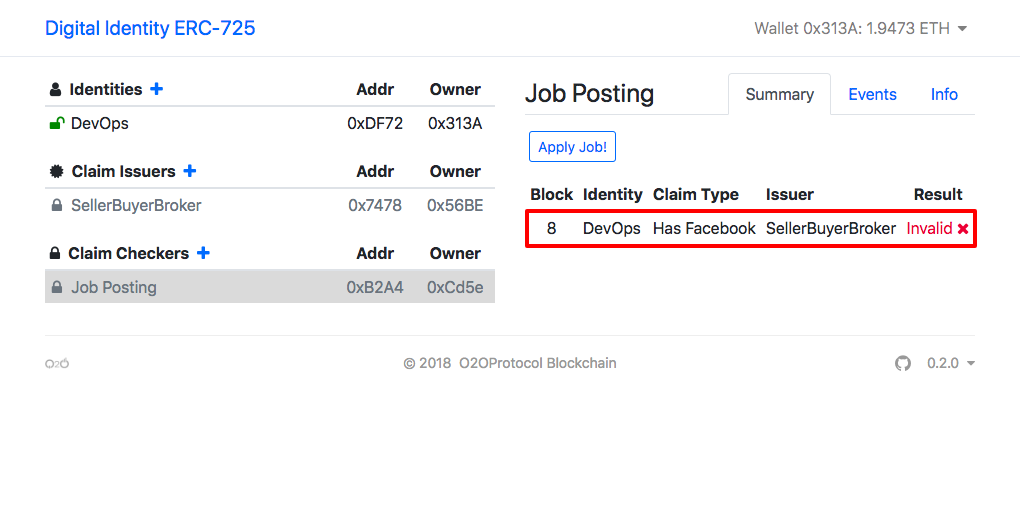 Digital Identity ERC-725
Wallet 0x313A: 1.9473 ETH
Identities Addr Owner
DevOps 0xDF72 0x313A
Claim Issuers Addr Owner
SellerBuyerBroker 0x7478 0x56BE
Claim Checkers Addr Owner
Job Posting 0xB2A4 0xCd5e
Job Posting Summary Events Info
Apply Job!
Block Identity Claim Type Issuer Result
8 DevOps Has Facebook SellerBuyerBroker Invalid
O2O © 2018 O2OProtocol Blockchain 0.2.0